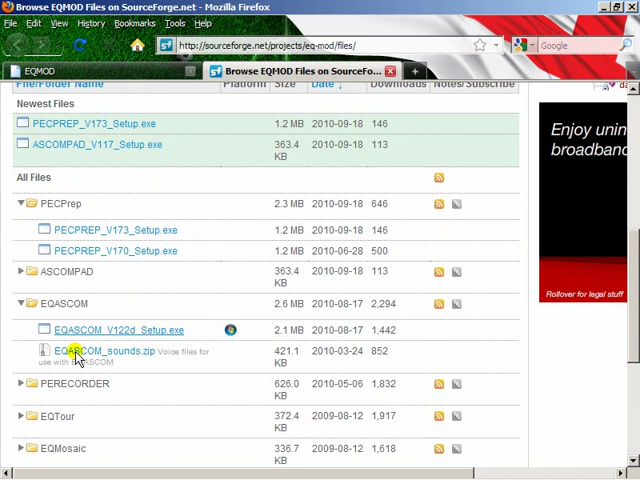 Browse EQMOD Files on SourceForge.net - Mozilla Firefox
File Edit View History Bookmarks Tools Help
http://sourceforge.net/projects/eq-mod/files/
Google
EQMOD
Browse EQMOD Files on SourceFo...
File/Folder Name Platform Size Date ↓ Downloads Notes/Subscribe
Newest Files
PECPREP_V173_Setup.exe 1.2 MB 2010-09-18 146
ASCOMPAD_V117_Setup.exe 363.4 KB 2010-09-18 113
All Files
PECPrep 2.3 MB 2010-09-18 646
PECPREP_V173_Setup.exe 1.2 MB 2010-09-18 146
PECPREP_V170_Setup.exe 1.2 MB 2010-06-28 500
ASCOMPAD 363.4 KB 2010-09-18 113
EQASCOM 2.6 MB 2010-08-17 2,294
EQASCOM_V122d_Setup.exe 2.1 MB 2010-08-17 1,442
EQASCOM_sounds.zip Voice files for use with EQASCOM 421.1 KB 2010-03-24 852
PERECORDER 626.0 KB 2010-05-06 1,832
EQTour 372.4 KB 2009-08-12 1,917
EQMosaic 336.7 KB 2009-08-12 1,618
Enjoy unin
broadband
Rollover for legal stuff